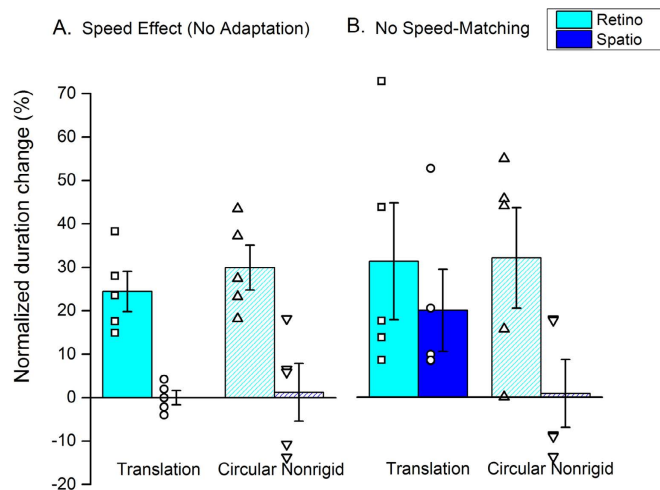 A. Speed Effect (No Adaptation)
B. No Speed-Matching
Retino
Spatio
Normalized duration change (%)
70
60
50
40
30
20
10
0
-10
-20
Translation
Circular Nonrigid
Translation
Circular Nonrigid